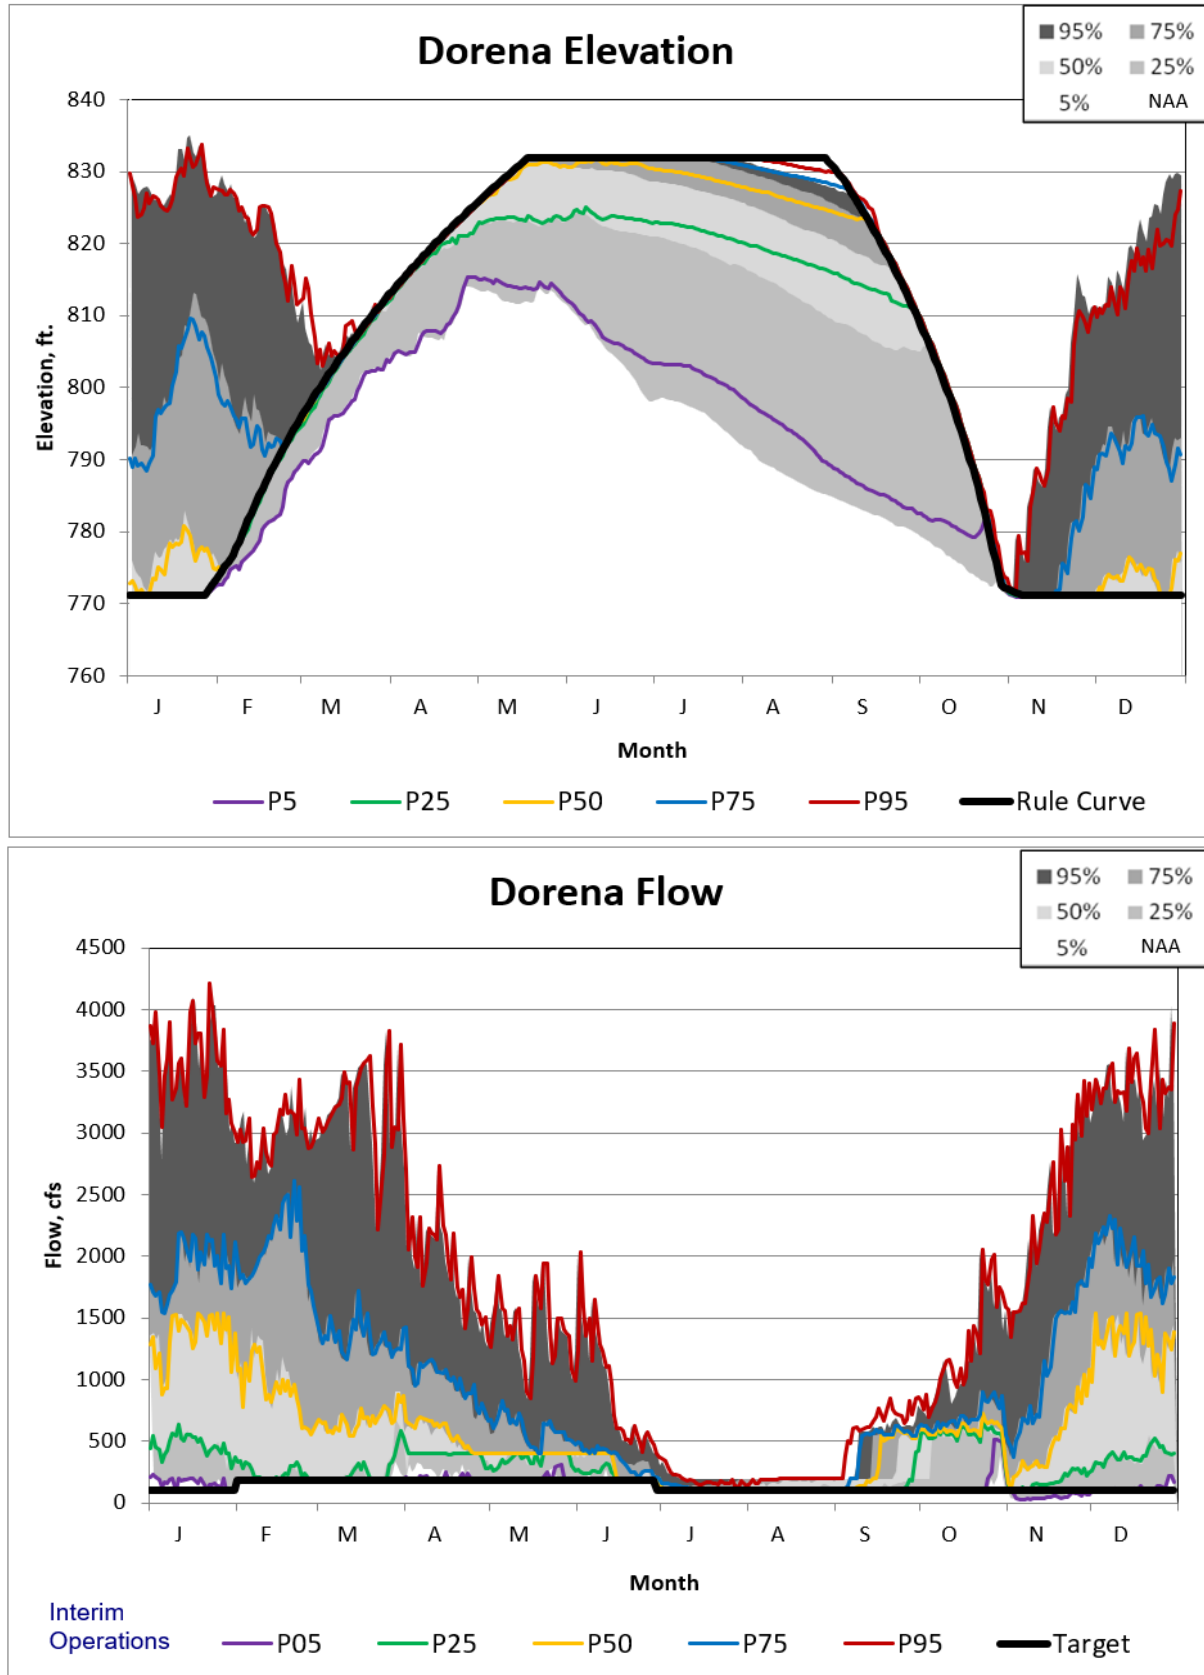 Dorena Elevation
95% 75%
50% 25%
5% NAA
840
830
820
810
800
790
780
770
760
Elevation, ft.
J F M A M J J A S O N D
Month
P5 P25 P50 P75 P95 Rule Curve
Dorena Flow
95% 75%
50% 25%
5% NAA
4500
4000
3500
3000
2500
2000
1500
1000
500
0
Flow, cfs
J F M A M J J A S O N D
Month
Interim
Operations
P05 P25 P50 P75 P95 Target